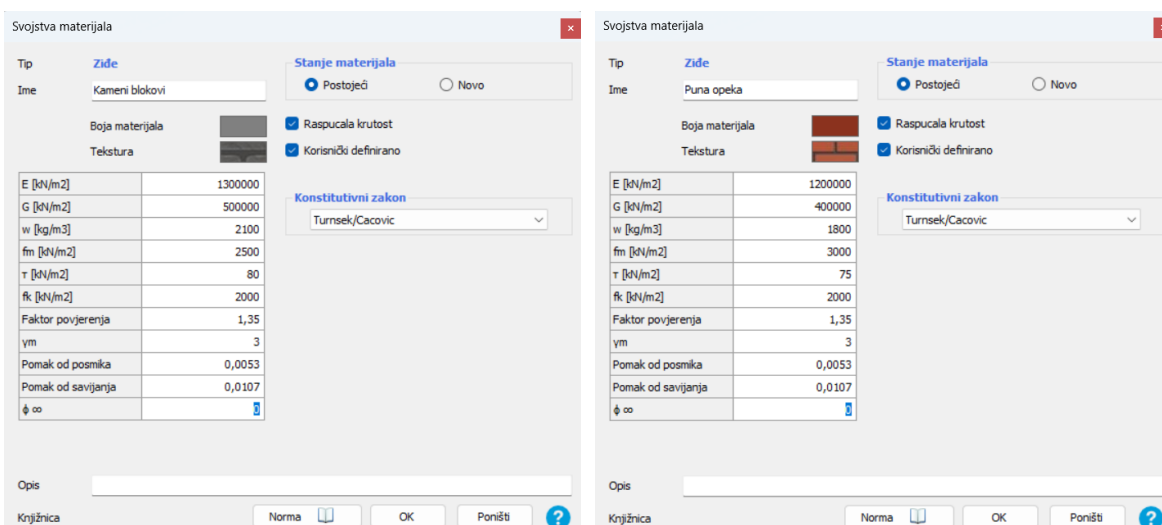 Svojstva materijala
Tip Ziđe
Ime Kameni blokovi
Boja materijala
Tekstura
Stanje materijala
Postojeći Novo
Raspucala krutost
Korisnički definirano
E [kN/m2] 1300000
G [kN/m2] 500000
w [kg/m3] 2100
fm [kN/m2] 2500
τ [kN/m2] 80
fk [kN/m2] 2000
Faktor povjerenja 1,35
γm 3
Pomak od posmika 0,0053
Pomak od savijanja 0,0107
ϕ ∞ 0
Konstitutivni zakon
Turnsek/Cacovic
Opis
Knjižnica Norma OK Poništi ?
Svojstva materijala
Tip Ziđe
Ime Puna opeka
Boja materijala
Tekstura
Stanje materijala
Postojeći Novo
Raspucala krutost
Korisnički definirano
E [kN/m2] 1200000
G [kN/m2] 400000
w [kg/m3] 1800
fm [kN/m2] 3000
τ [kN/m2] 75
fk [kN/m2] 2000
Faktor povjerenja 1,35
γm 3
Pomak od posmika 0,0053
Pomak od savijanja 0,0107
ϕ ∞ 0
Konstitutivni zakon
Turnsek/Cacovic
Opis
Knjižnica Norma OK Poništi ?